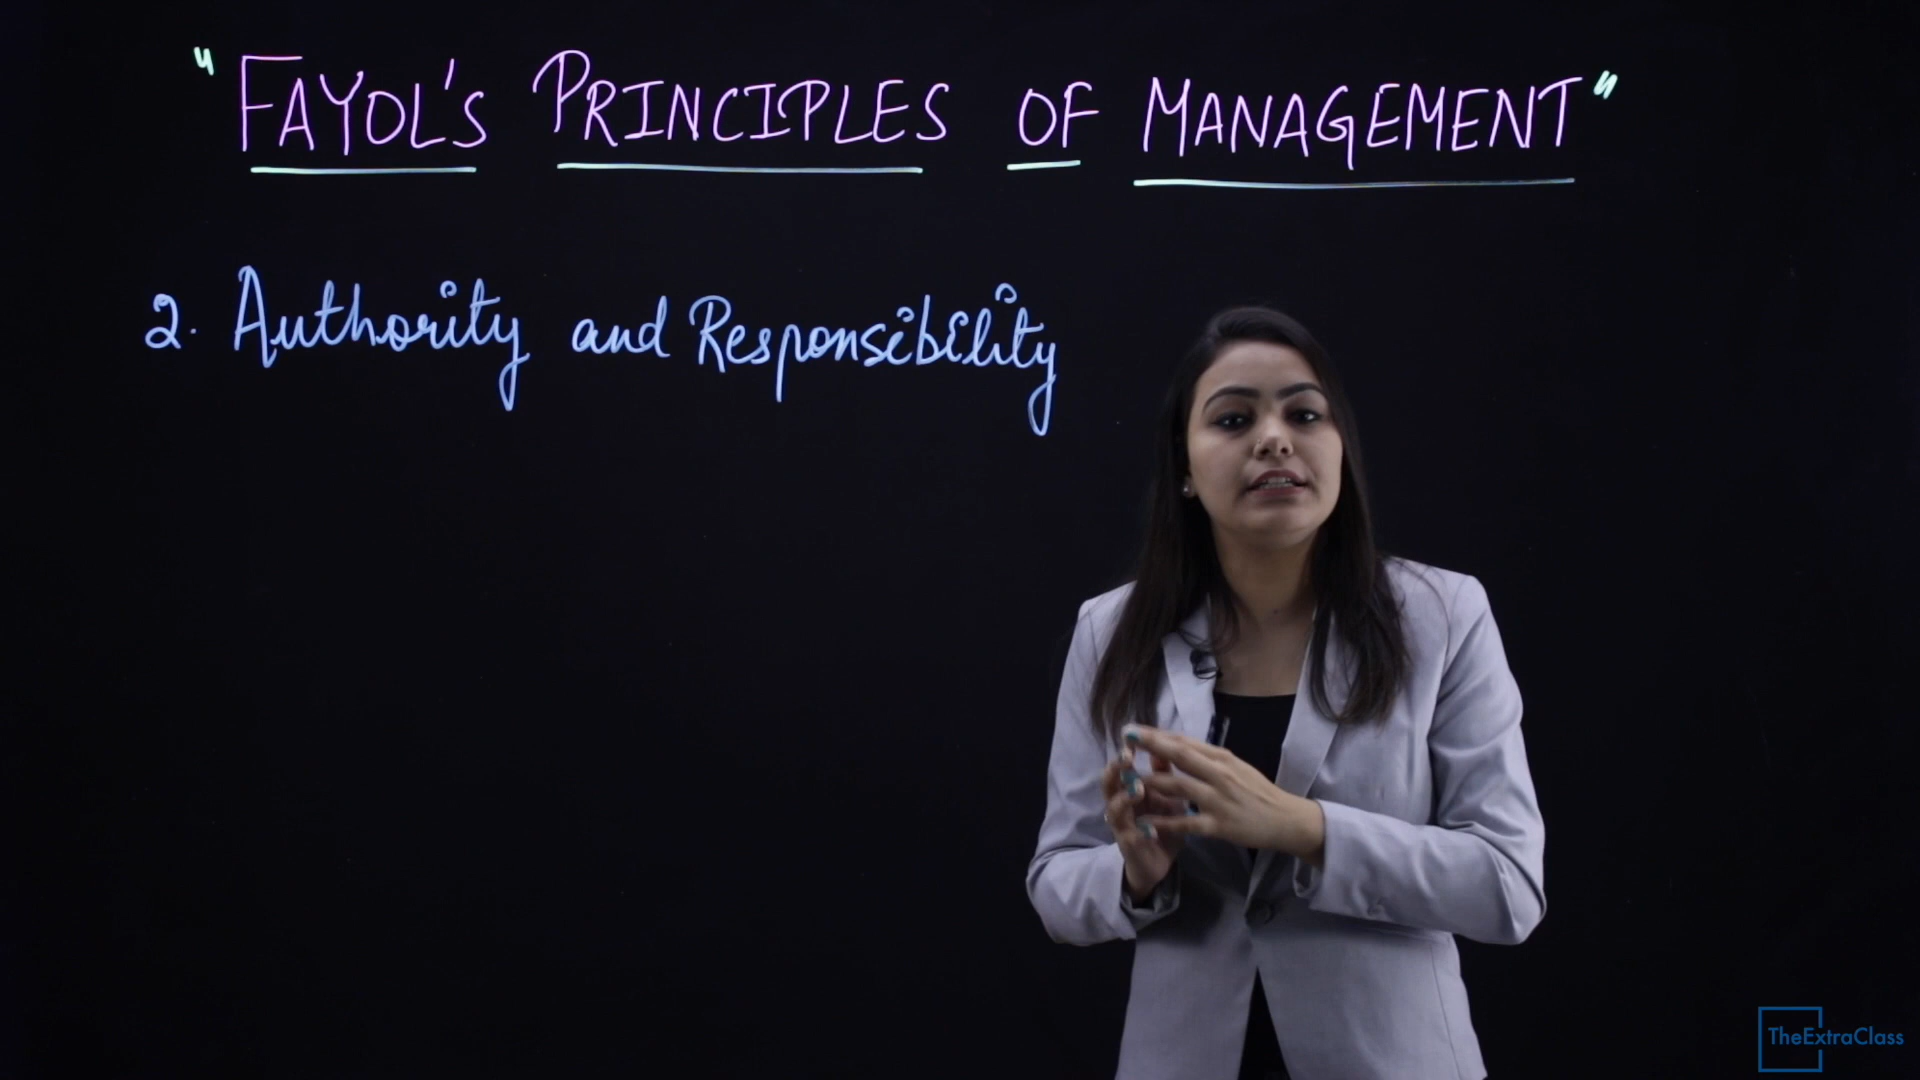 "FAYOL'S PRINCIPLES OF MANAGEMENT"
2. Authority and Responsibility
TheExtraClass